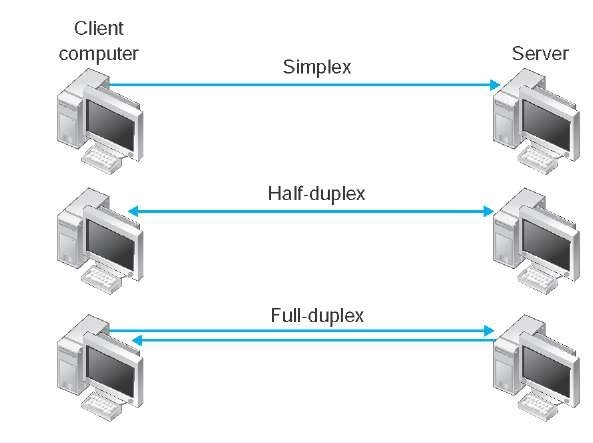 Client
computer
Simplex
Server
Half-duplex
Full-duplex